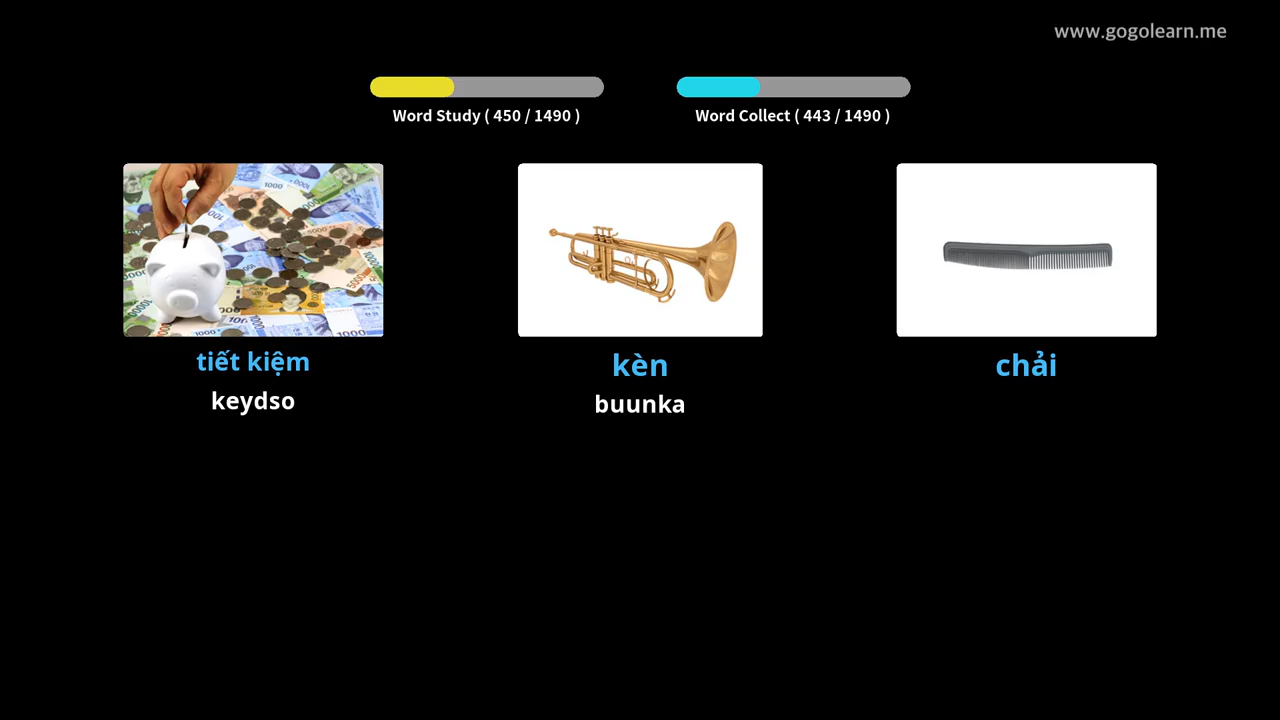 www.gogolearn.me
Word Study ( 450 / 1490 )
Word Collect ( 443 / 1490 )
tiết kiệm
keydso
kèn
buunka
chải